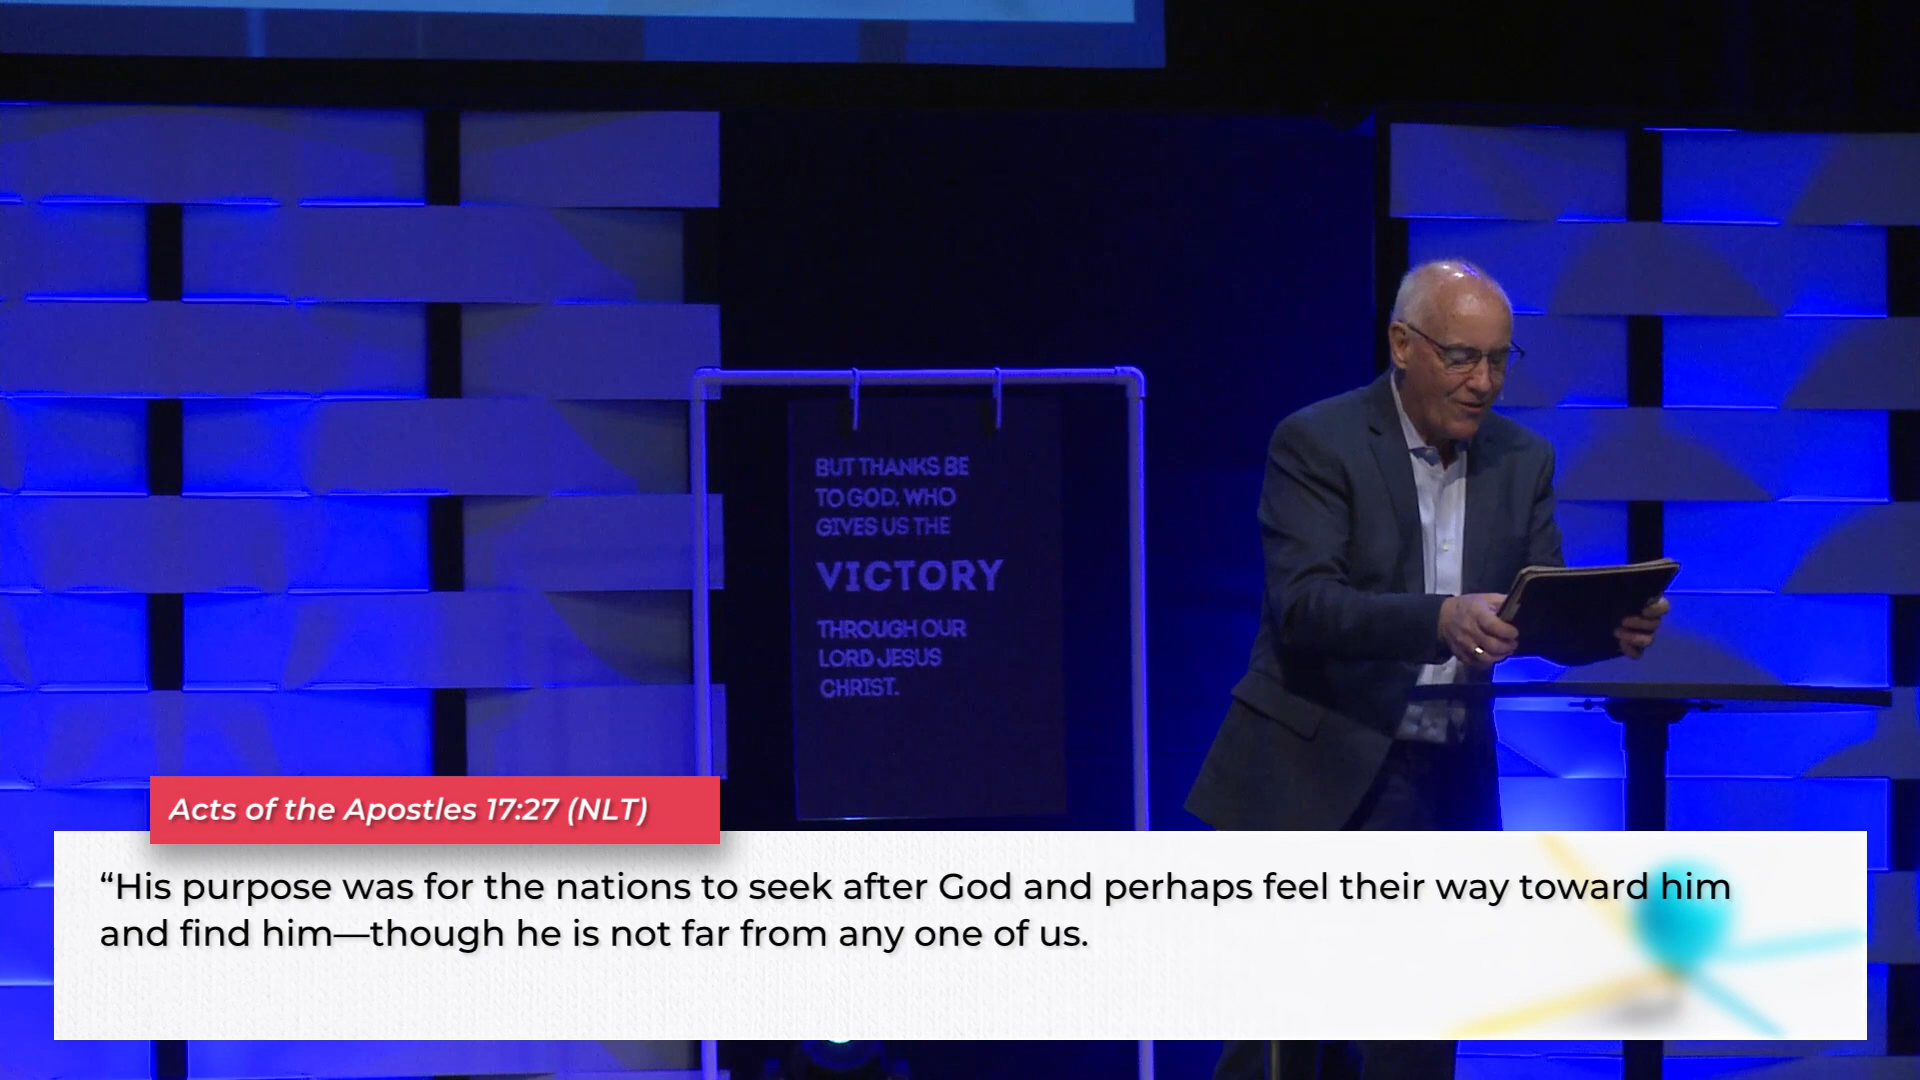 BUT THANKS BE
TO GOD, WHO
GIVES US THE
VICTORY
THROUGH OUR
LORD JESUS
CHRIST.
Acts of the Apostles 17:27 (NLT)
“His purpose was for the nations to seek after God and perhaps feel their way toward him
and find him—though he is not far from any one of us.